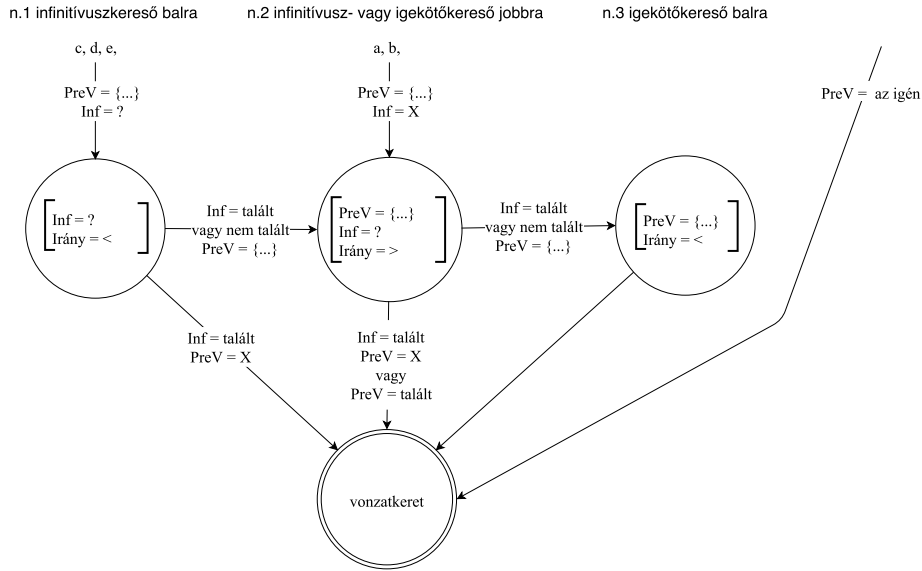 n.1 infinitívuszkereső balra
n.2 infinitívusz- vagy igekötőkereső jobbra
n.3 igekötőkereső balra
c, d, e,
PreV = {...}
Inf = ?
a, b,
PreV = {...}
Inf = X
PreV = az igén
Inf = ?
Irány = <
Inf = talált
vagy nem talált
PreV = {...}
PreV = {...}
Inf = ?
Irány = >
Inf = talált
vagy nem talált
PreV = {...}
PreV = {...}
Irány = <
Inf = talált
PreV = X
Inf = talált
PreV = X
vagy
PreV = talált
vonzatkeret